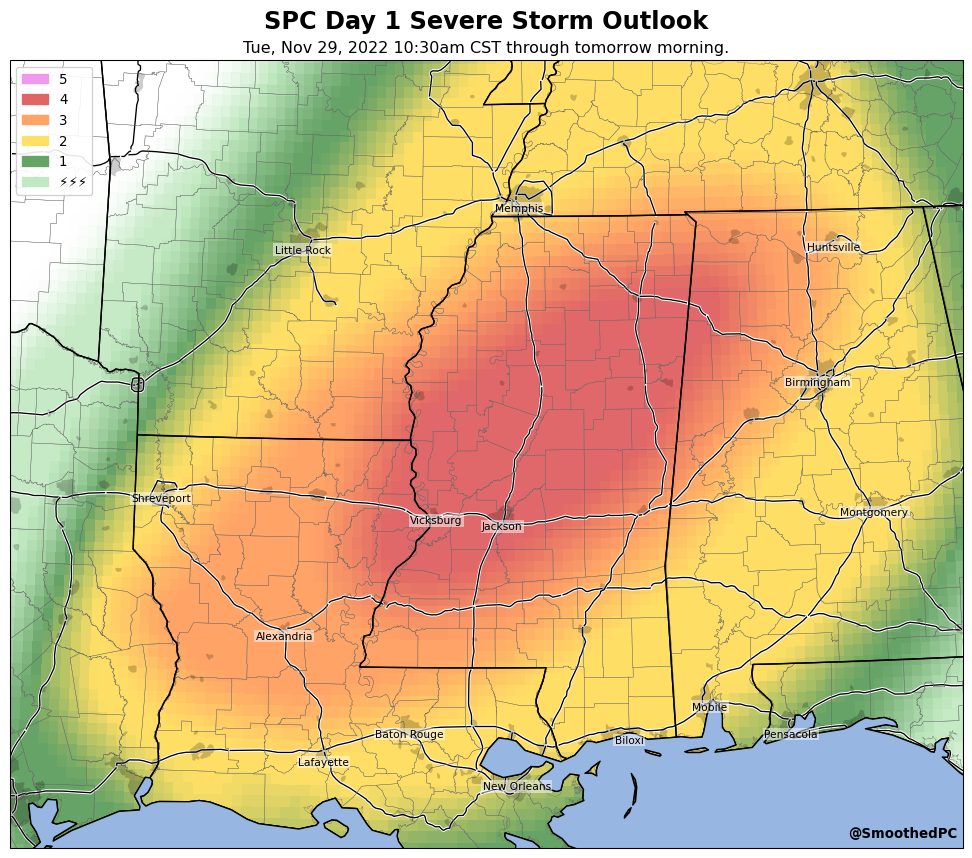 SPC Day 1 Severe Storm Outlook
Tue, Nov 29, 2022 10:30am CST through tomorrow morning.
5
4
3
2
1
⚡⚡⚡
Memphis
Little Rock
Huntsville
Birmingham
Shreveport
Vicksburg
Jackson
Montgomery
Alexandria
Mobile
Baton Rouge
Biloxi
Pensacola
Lafayette
New Orleans
@SmoothedPC